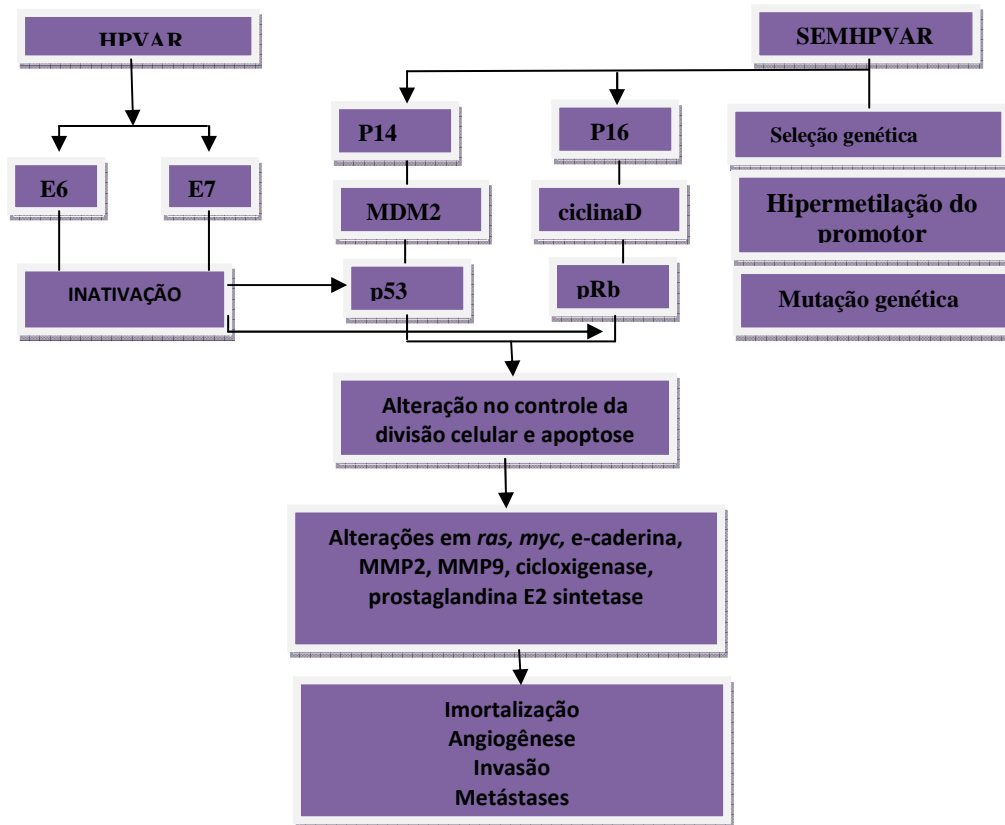 HPVAR
SEMHPVAR
P14
P16
Seleção genética
E6
E7
MDM2
ciclinaD
Hipermetilação do
promotor
INATIVAÇÃO
p53
pRb
Mutação genética
Alteração no controle da
divisão celular e apoptose
Alterações em ras, myc, e-caderina,
MMP2, MMP9, cicloxigenase,
prostaglandina E2 sintetase
Imortalização
Angiogênese
Invasão
Metástases